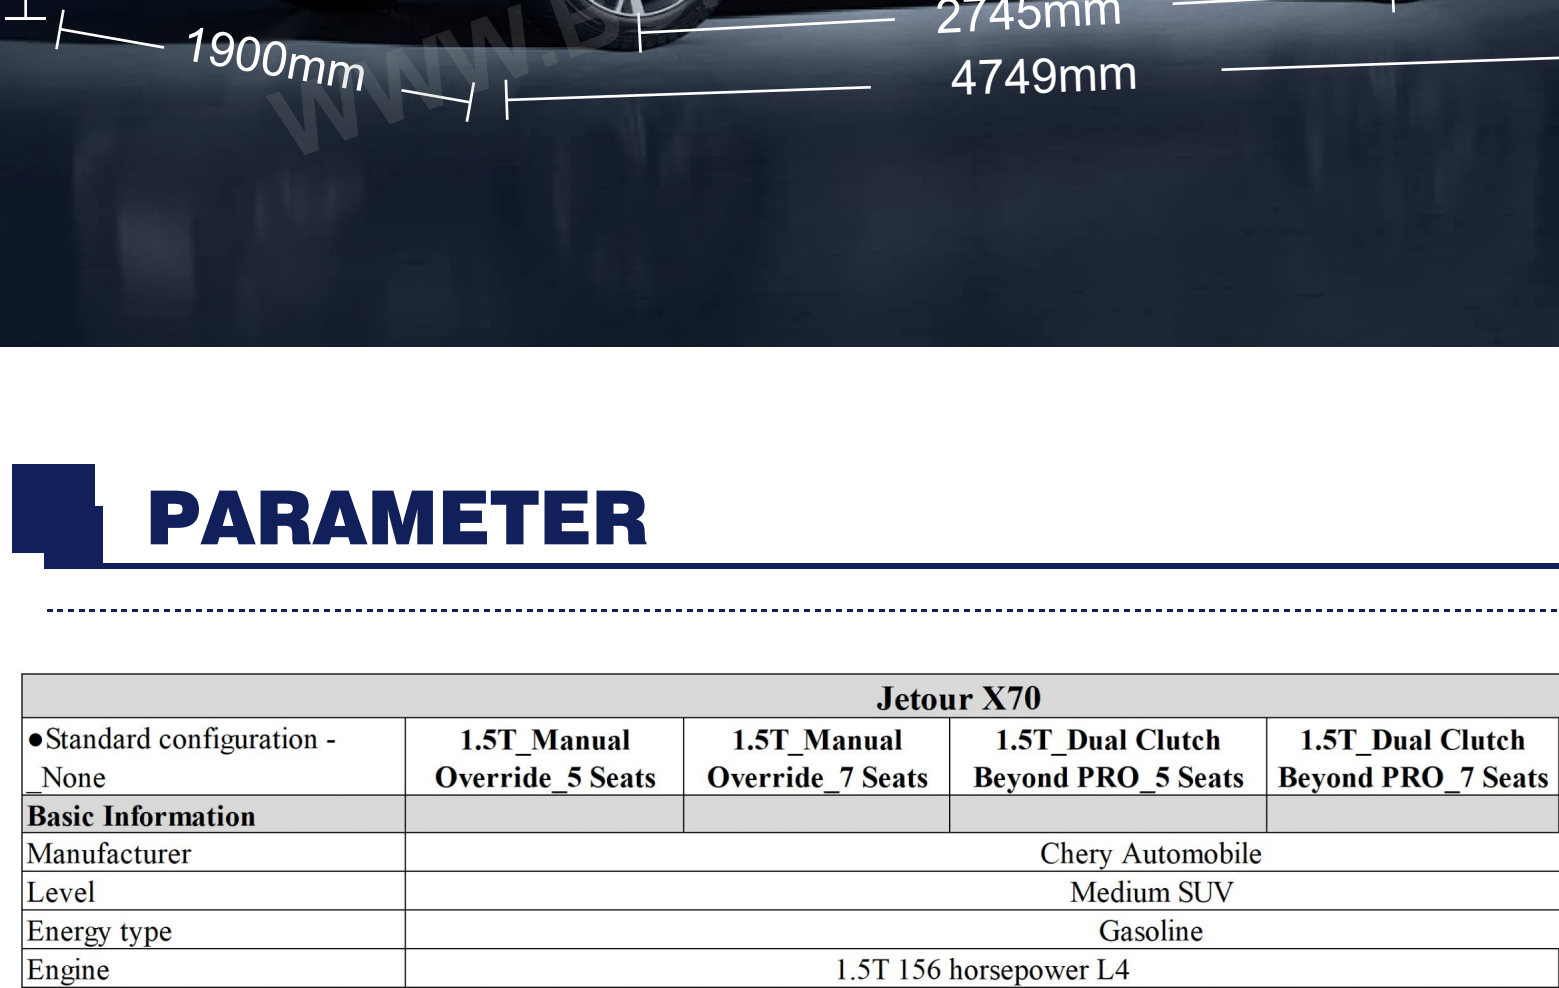 2745mm
1900mm
4749mm
WWW.B
PARAMETER
Jetour X70
●Standard configuration -
_None
1.5T_Manual
Override_5 Seats
1.5T_Manual
Override_7 Seats
1.5T_Dual Clutch
Beyond PRO_5 Seats
1.5T_Dual Clutch
Beyond PRO_7 Seats
Basic Information
Manufacturer
Chery Automobile
Level
Medium SUV
Energy type
Gasoline
Engine
1.5T 156 horsepower L4